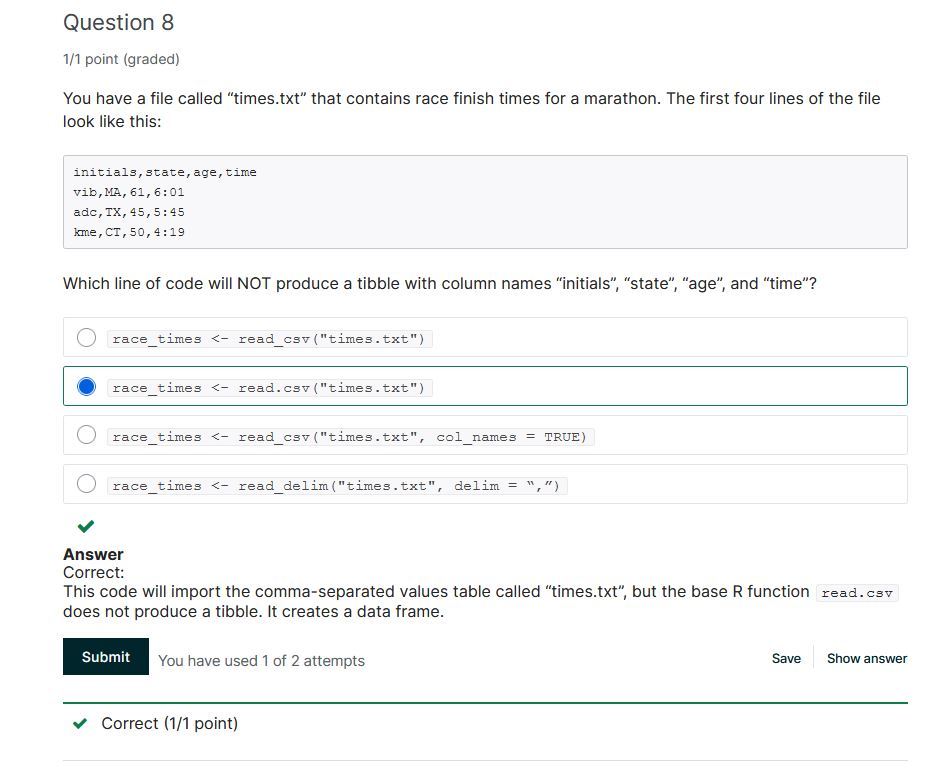 Question 8
1/1 point (graded)
You have a file called “times.txt” that contains race finish times for a marathon. The first four lines of the file
look like this:
initials,state,age,time
vib,MA,61,6:01
adc,TX,45,5:45
kme,CT,50,4:19
Which line of code will NOT produce a tibble with column names “initials”, “state”, “age”, and “time”?
race_times <- read_csv("times.txt")
race_times <- read.csv("times.txt")
race_times <- read_csv("times.txt", col_names = TRUE)
race_times <- read_delim("times.txt", delim = “,”)
Answer
Correct:
This code will import the comma-separated values table called “times.txt”, but the base R function read.csv
does not produce a tibble. It creates a data frame.
Submit You have used 1 of 2 attempts Save Show answer
Correct (1/1 point)